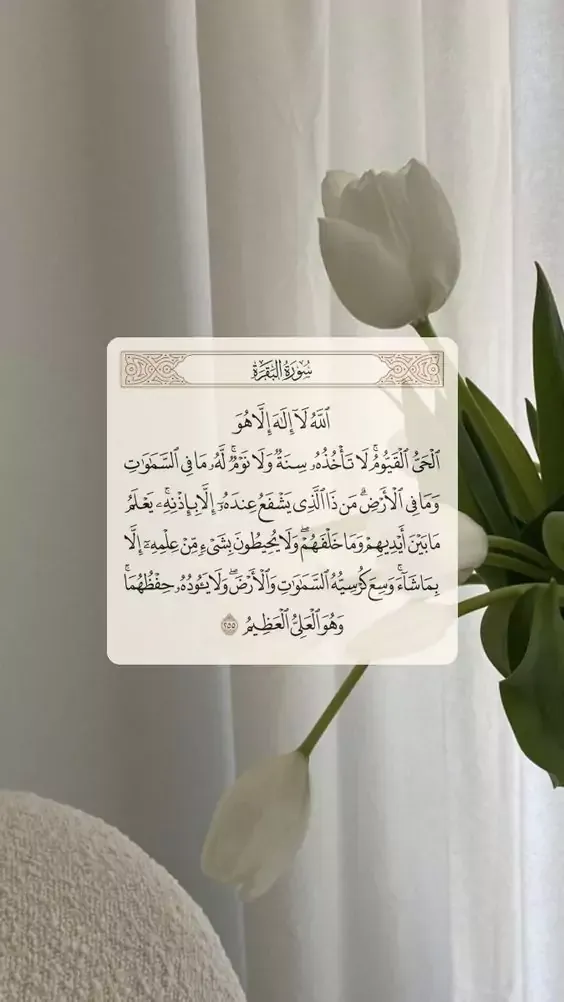 سُورَةُ البَقَرَةِ
ٱللَّهُ لَآ إِلَٰهَ إِلَّا هُوَ
ٱلْحَىُّ ٱلْقَيُّومُ ۚ لَا تَأْخُذُهُۥ سِنَةٌ وَلَا نَوْمٌ ۚ لَّهُۥ مَا فِى ٱلسَّمَٰوَٰتِ
وَمَا فِى ٱلْأَرْضِ ۗ مَن ذَا ٱلَّذِى يَشْفَعُ عِندَهُۥٓ إِلَّا بِإِذْنِهِۦ ۚ يَعْلَمُ
مَا بَيْنَ أَيْدِيهِمْ وَمَا خَلْفَهُمْ ۖ وَلَا يُحِيطُونَ بِشَىْءٍ مِّنْ عِلْمِهِۦٓ إِلَّا
بِمَا شَآءَ ۚ وَسِعَ كُرْسِيُّهُ ٱلسَّمَٰوَٰتِ وَٱلْأَرْضَ ۖ وَلَا يَـُٔودُهُۥ حِفْظُهُمَا ۚ
وَهُوَ ٱلْعَلِىُّ ٱلْعَظِيمُ ٢٥٥